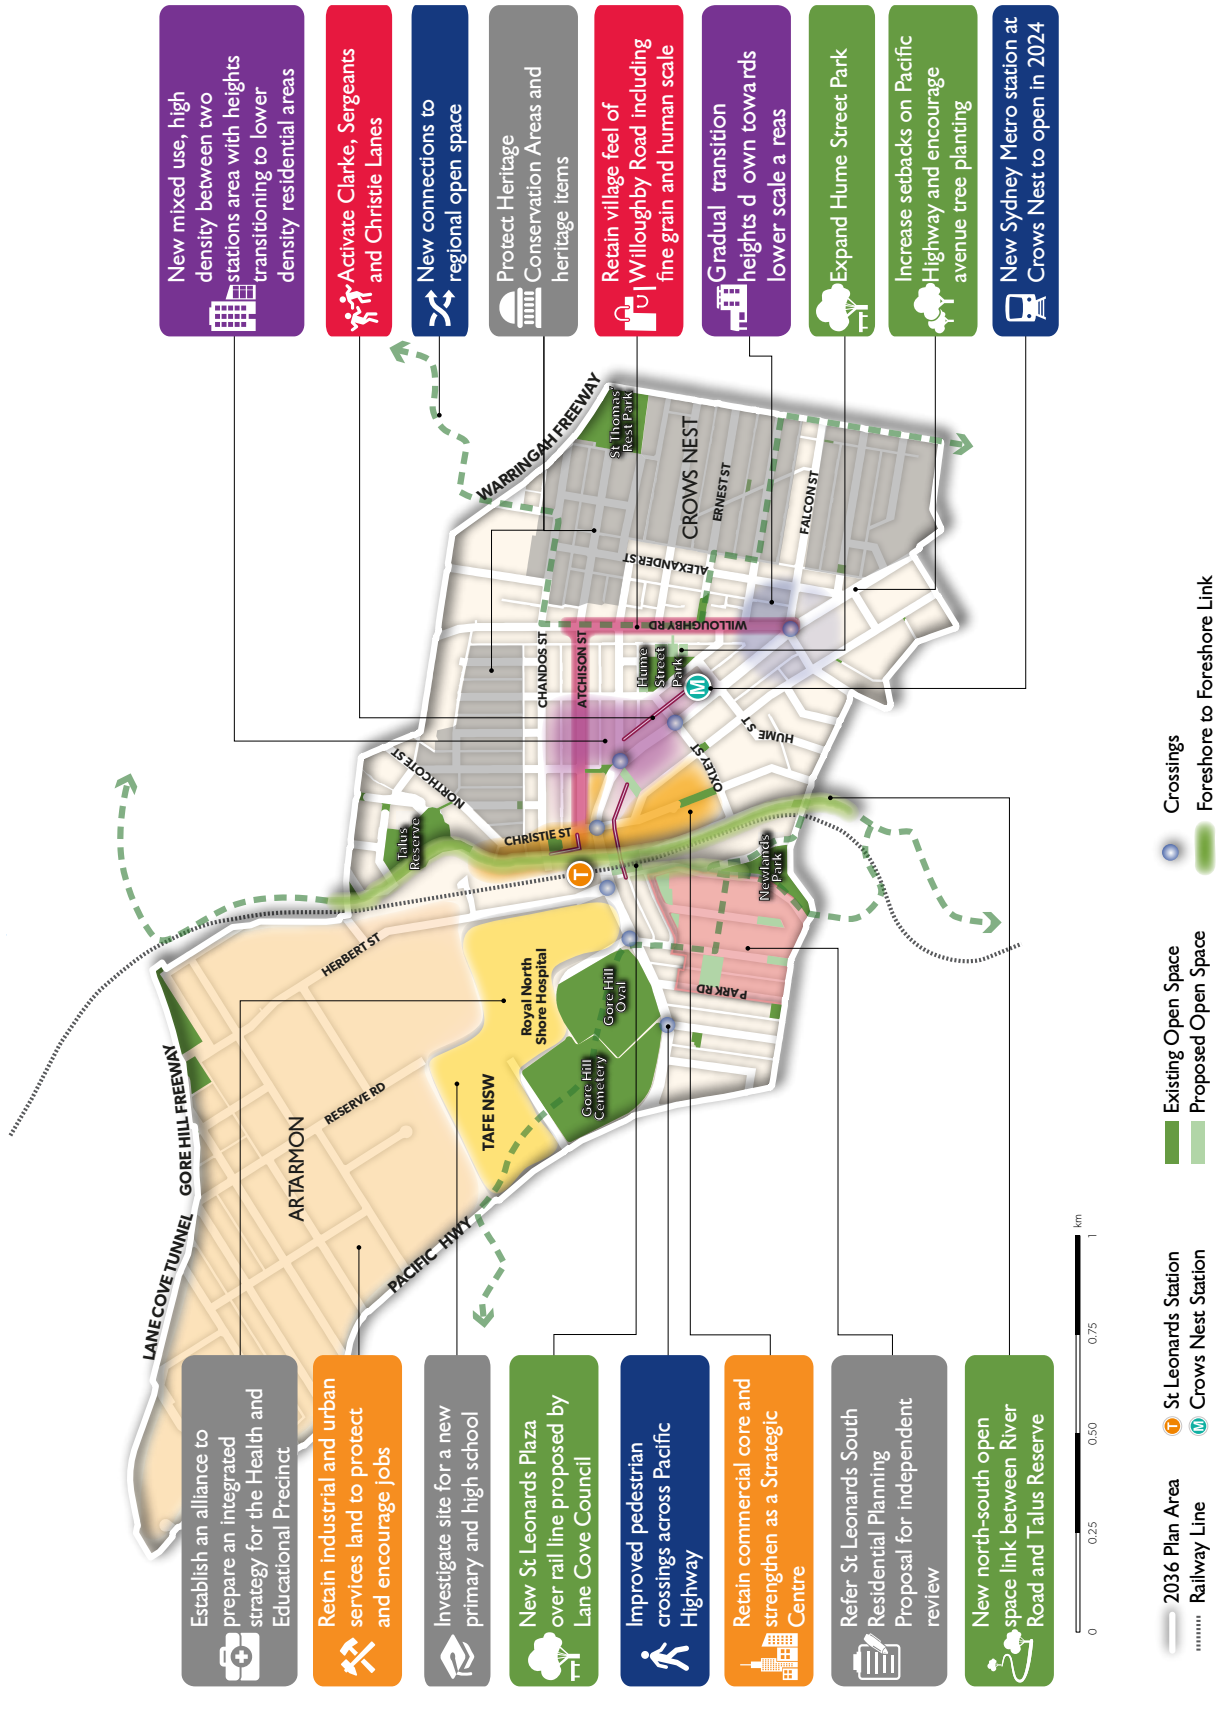 Establish an alliance to
prepare an integrated
strategy for the Health and
Educational Precinct
Retain industrial and urban
services land to protect
and encourage jobs
Investigate site for a new
primary and high school
New St Leonards Plaza
over rail line proposed by
Lane Cove Council
Improved pedestrian
crossings across Pacific
Highway
Retain commercial core and
strengthen as a Strategic
Centre
Refer St Leonards South
Residential Planning
Proposal for independent
review
New north-south open
space link between River
Road and Talus Reserve
New mixed use, high
density between two
stations area with heights
transitioning to lower
density residential areas
Activate Clarke, Sergeants
and Christie Lanes
New connections to
regional open space
Protect Heritage
Conservation Areas and
heritage items
Retain village feel of
Willoughby Road including
fine grain and human scale
Gradual transition
heights d own towa rds
lower scale a reas
Expand Hume Street Park
Increase setbacks on Pacific
Highway and encourage
avenue tree planting
New Sydney Metro station at
Crows Nest to open in 2024
LANE COVE TUNNEL
GORE HILL FREEWAY
WARRINGAH FREEWAY
ARTARMON
HERBERT ST
RESERVE RD
PACIFIC HWY
TAFE NSW
Royal North
Shore Hospital
Gore Hill
Oval
Gore Hill
Cemetery
PARK RD
Newlands
Park
Talus
Reserve
NORTHCOTE ST
CHRISTIE ST
T
CHANDOS ST
ATCHISON ST
OXLEY ST
HUME ST
Hume
Street
Park
M
WILLOUGHBY RD
ALEXANDER ST
CROWS NEST
ERNEST ST
FALCON ST
St Thomas'
Rest Park
0
0.25
0.50
0.75
1
km
2036 Plan Area
Railway Line
T St Leonards Station
M Crows Nest Station
Existing Open Space
Proposed Open Space
Crossings
Foreshore to Foreshore Link